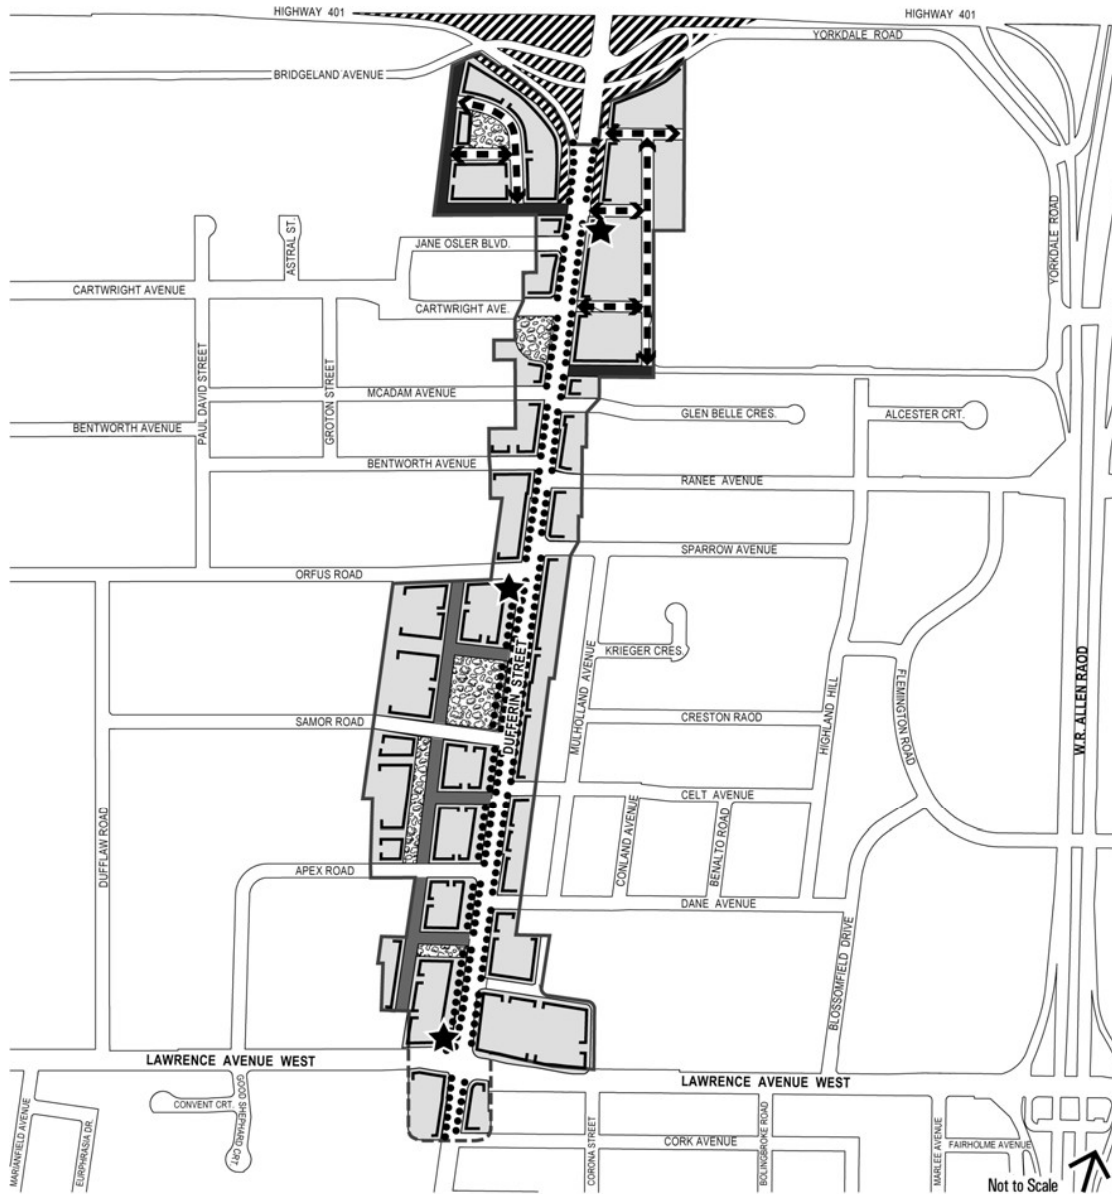 HIGHWAY 401
HIGHWAY 401
YORKDALE ROAD
BRIDGELAND AVENUE
ASTRAL ST.
JANE OSLER BLVD.
YORKDALE ROAD
CARTWRIGHT AVENUE
CARTWRIGHT AVE.
PAUL DAVID STREET
GROTON STREET
MCADAM AVENUE
GLEN BELLE CRES.
ALCESTER CRT.
BENTWORTH AVENUE
BENTWORTH AVENUE
RANEE AVENUE
SPARROW AVENUE
ORFUS ROAD
DUFFERIN STREET
MULHOLLAND AVENUE
KRIEGER CRES.
HIGHLAND HILL
FLEMINGTON ROAD
W.R. ALLEN RAOD
SAMOR ROAD
CRESTON RAOD
CELT AVENUE
DUFFLAW ROAD
CONLAND AVENUE
BENALTO ROAD
APEX ROAD
DANE AVENUE
BLOSSOMFIELD DRIVE
LAWRENCE AVENUE WEST
LAWRENCE AVENUE WEST
MARIANFIELD AVENUE
EURPHRASIA DR.
CONVENT CRT.
GOOD SHEPHARD CRT
CORONA STREET
CORK AVENUE
BOLINGBROKE ROAD
MARLEE AVENUE
FAIRHOLME AVENUE
Not to Scale